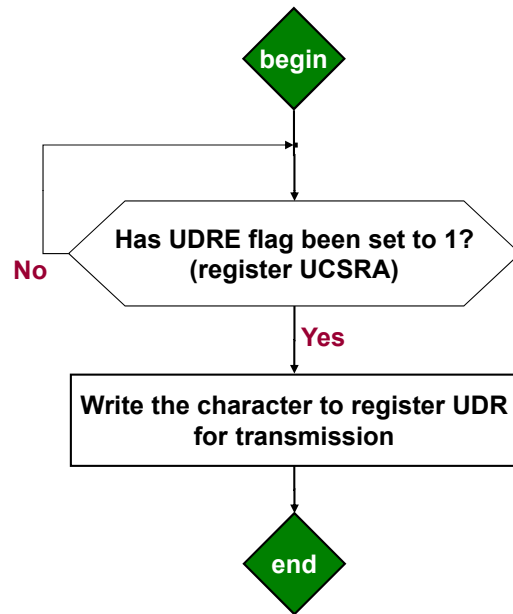 begin
Has UDRE flag been set to 1?
(register UCSRA)
No
Yes
Write the character to register UDR
for transmission
end